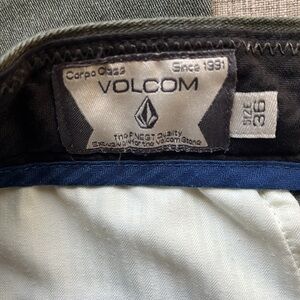 Corpo Class Since 1991
VOLCOM
The FINEST Quality
Exclusively for the Volcom Stone
SIZE 36